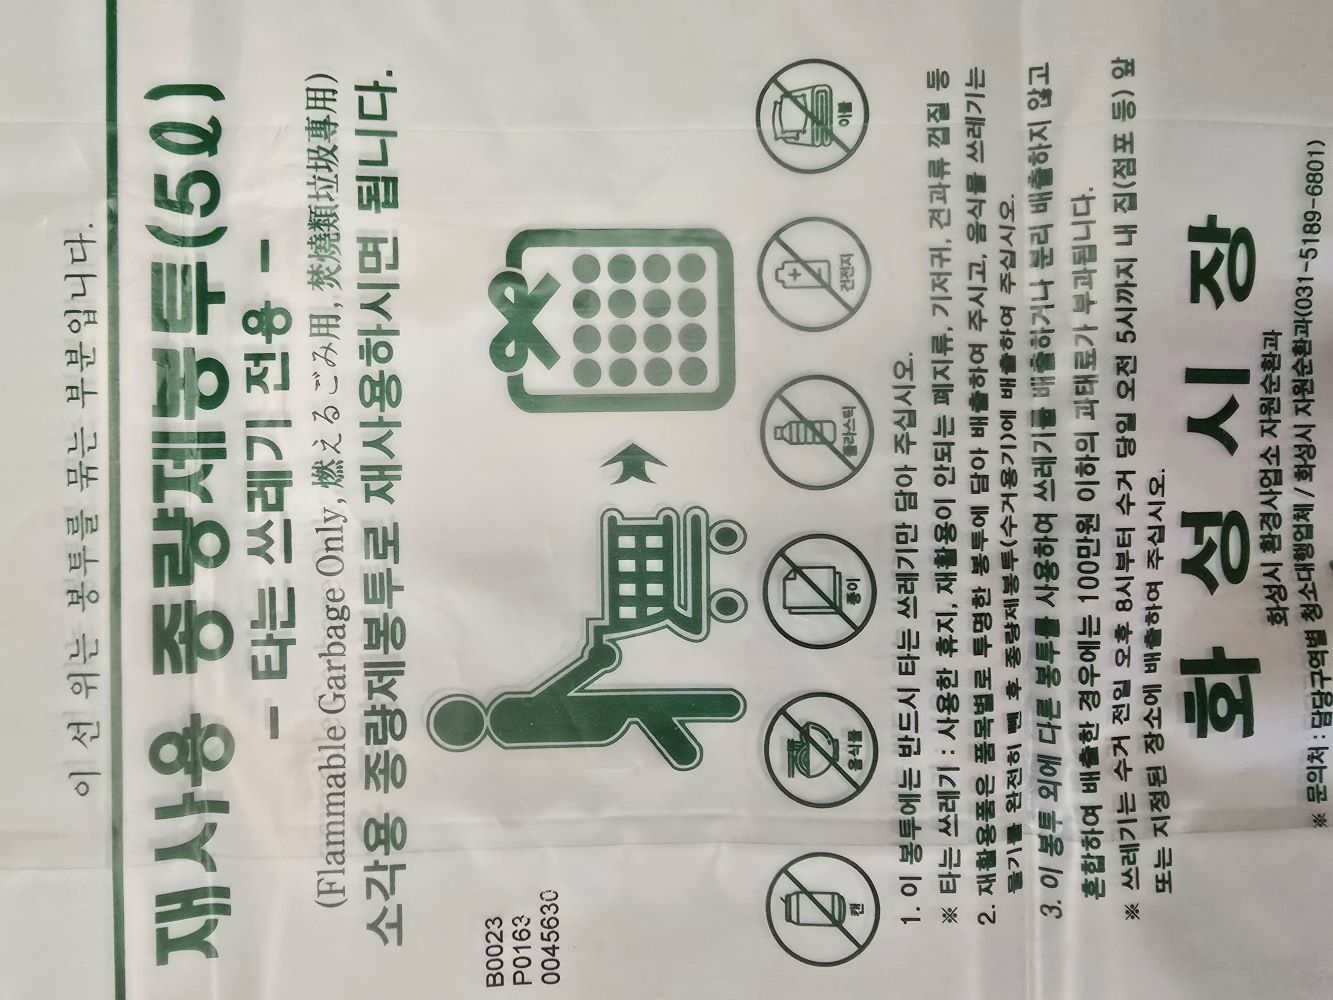 이 선 위는 봉투를 묶는 부분입니다.
재사용 종량제봉투(5ℓ)
- 타는 쓰레기 전용 -
(Flammable Garbage Only, 燃えるごみ用, 焚燒類垃圾專用)
소각용 종량제봉투로 재사용하시면 됩니다.
B0023
P0163
0045630
캔 음식물 종이 플라스틱 건전지 이불
1. 이 봉투에는 반드시 타는 쓰레기만 담아 주십시오.
※ 타는 쓰레기 : 사용한 휴지, 재활용이 안되는 폐지류, 기저귀, 견과류 껍질 등
2. 재활용품은 품목별로 투명한 봉투에 담아 배출하여 주시고, 음식물 쓰레기는
물기를 완전히 뺀 후 종량제봉투(수거용기)에 배출하여 주십시오.
3. 이 봉투 외에 다른 봉투를 사용하여 쓰레기를 배출하거나 분리 배출하지 않고
혼합하여 배출한 경우에는 100만원 이하의 과태료가 부과됩니다.
※ 쓰레기는 수거 전일 오후 8시부터 수거 당일 오전 5시까지 내 집(점포 등) 앞
또는 지정된 장소에 배출하여 주십시오.
화 성 시 장
화성시 환경사업소 자원순환과
※ 문의처 : 담당구역별 청소대행업체 / 화성시 자원순환과(031-5189-6801)